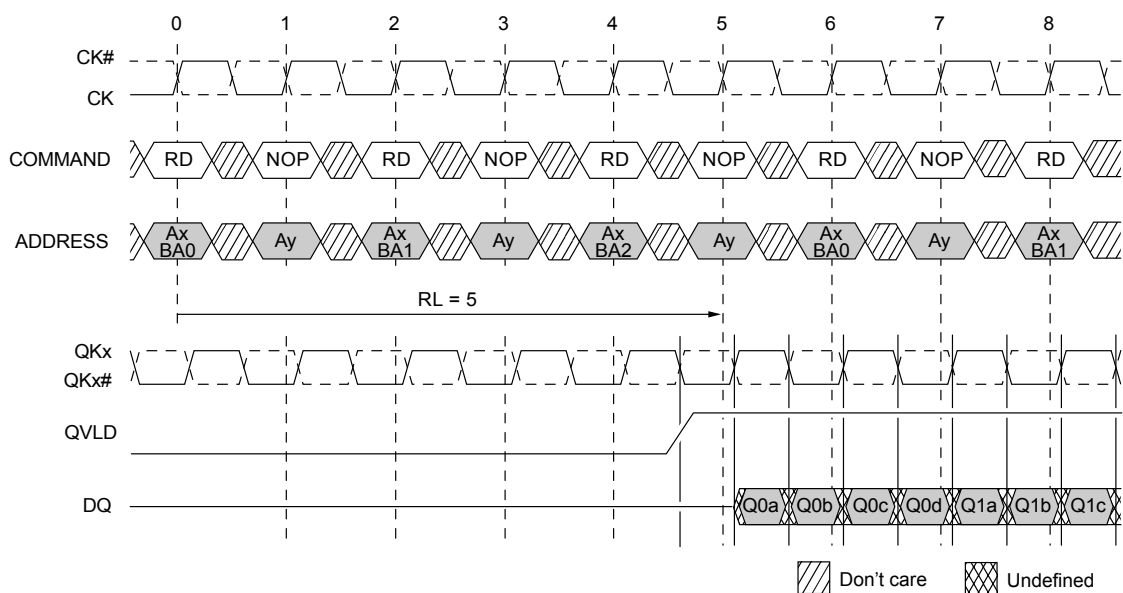 0 1 2 3 4 5 6 7 8
CK#
CK
COMMAND RD NOP RD NOP RD NOP RD NOP RD
ADDRESS Ax BA0 Ay Ax BA1 Ay Ax BA2 Ay Ax BA0 Ay Ax BA1
RL = 5
QKx
QKx#
QVLD
DQ Q0a Q0b Q0c Q0d Q1a Q1b Q1c
Don't care Undefined